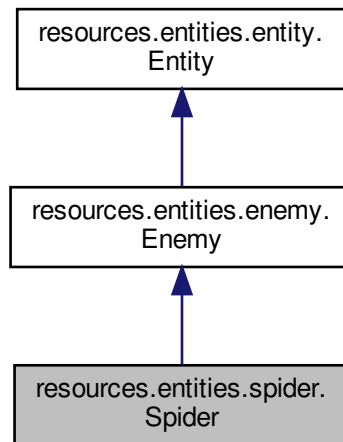 resources.entities.entity.
Entity
resources.entities.enemy.
Enemy
resources.entities.spider.
Spider